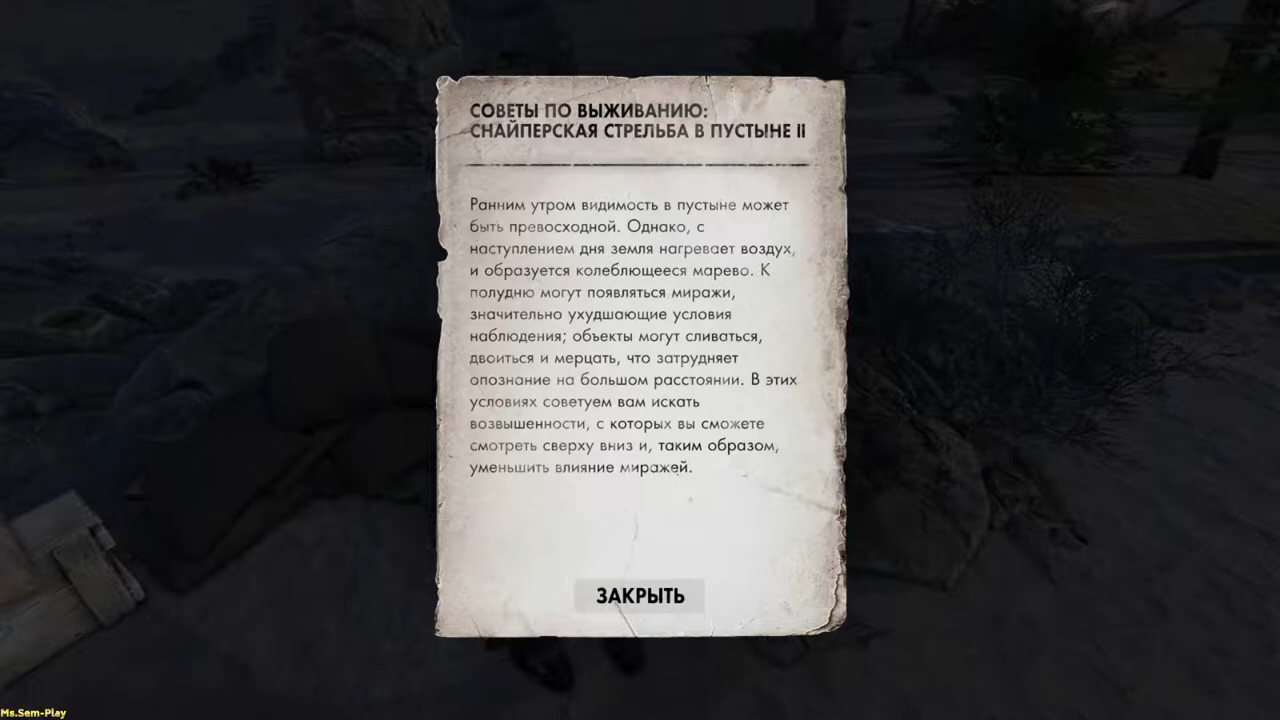 СОВЕТЫ ПО ВЫЖИВАНИЮ:
СНАЙПЕРСКАЯ СТРЕЛЬБА В ПУСТЫНЕ II
Ранним утром видимость в пустыне может
быть превосходной. Однако, с
наступлением дня земля нагревает воздух,
и образуется колеблющееся марево. К
полудню могут появляться миражи,
значительно ухудшающие условия
наблюдения; объекты могут сливаться,
двоиться и мерцать, что затрудняет
опознание на большом расстоянии. В этих
условиях советуем вам искать
возвышенности, с которых вы сможете
смотреть сверху вниз и, таким образом,
уменьшить влияние миражей.
ЗАКРЫТЬ
Ms.Sem-Play